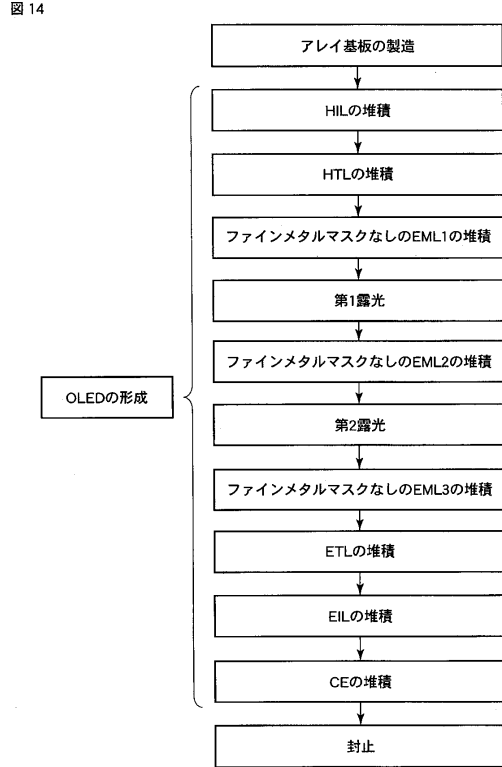 図 14
アレイ基板の製造
HILの堆積
HTLの堆積
ファインメタルマスクなしのEML1の堆積
第1露光
ファインメタルマスクなしのEML2の堆積
OLEDの形成
第2露光
ファインメタルマスクなしのEML3の堆積
ETLの堆積
EILの堆積
CEの堆積
封止